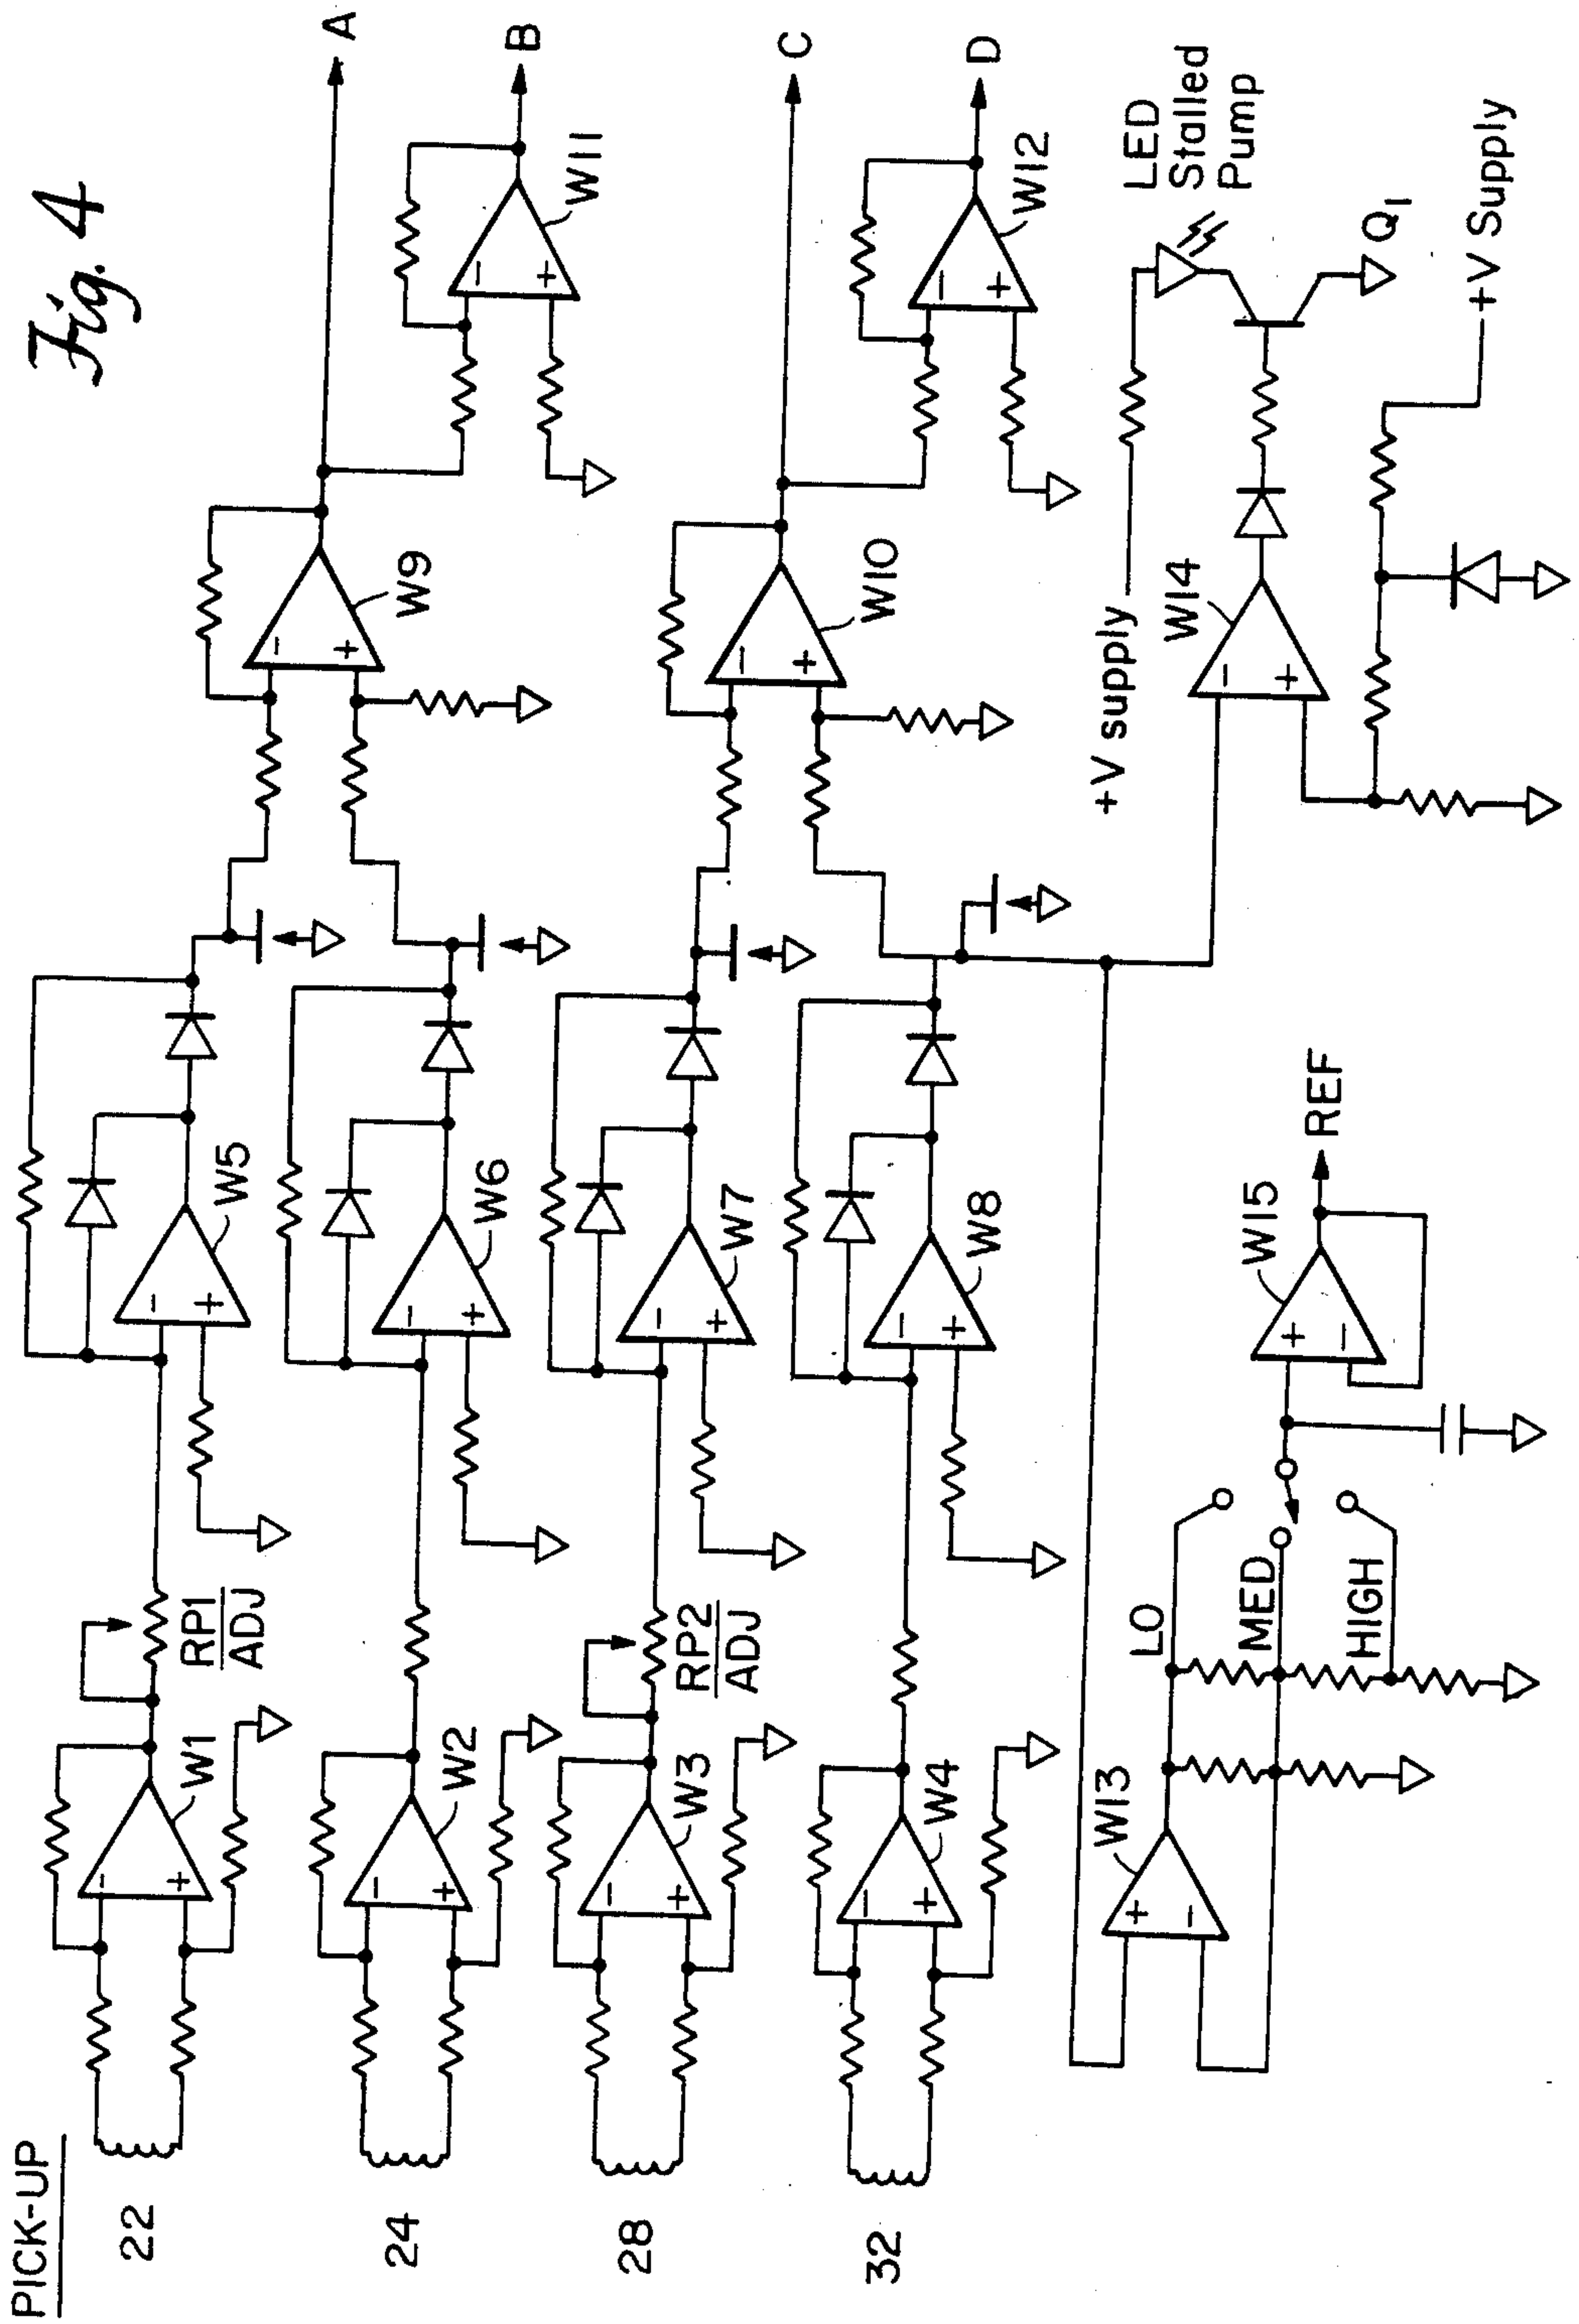 Fig. 4
PICK-UP
22
24
28
32
W1
W2
W3
W4
RP1
ADJ
RP2
ADJ
W5
W6
W7
W8
W9
W10
W11
W12
A
B
C
D
W13
LO
MED
HIGH
W15
REF
+V supply
W14
LED
Stalled
Pump
Q1
+V Supply